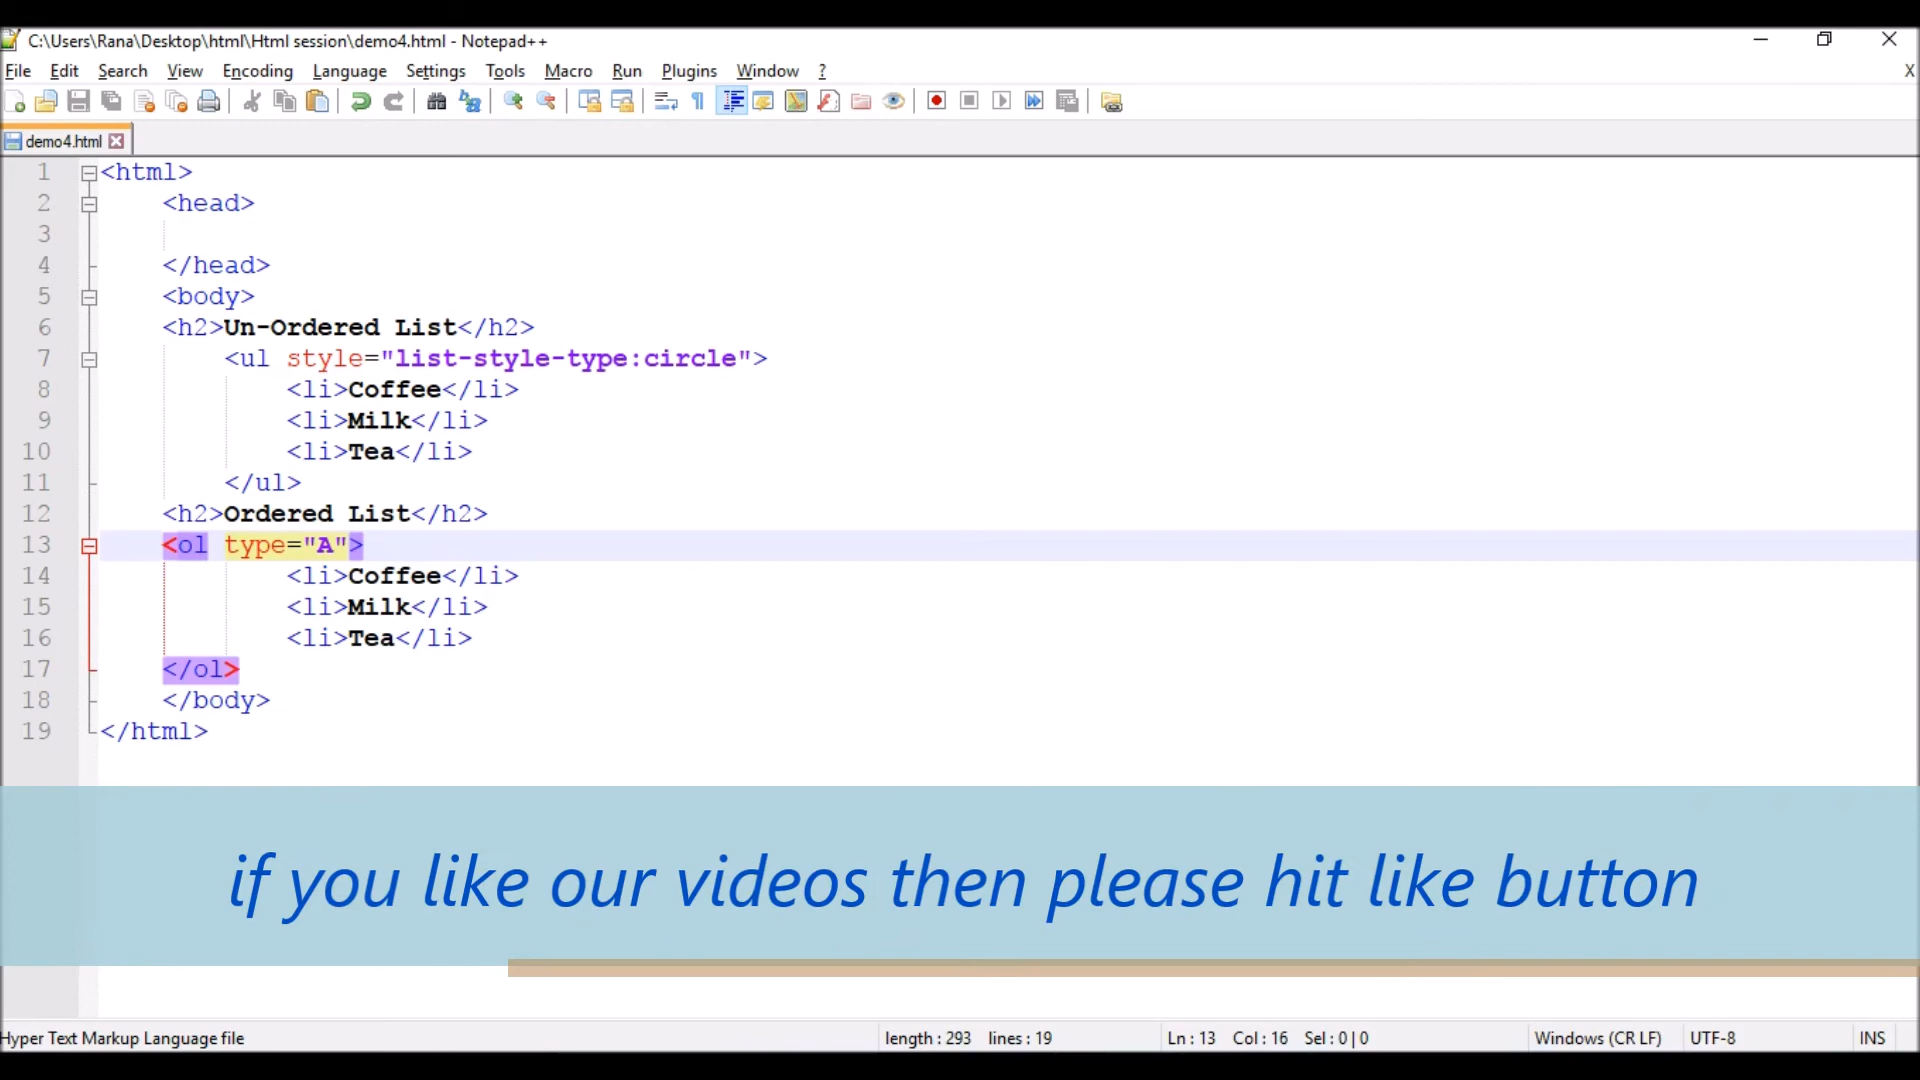 C:\Users\Rana\Desktop\html\Html session\demo4.html - Notepad++
File Edit Search View Encoding Language Settings Tools Macro Run Plugins Window ? X
demo4.html
1 <html>
2 <head>
3
4 </head>
5 <body>
6 <h2>Un-Ordered List</h2>
7 <ul style="list-style-type:circle">
8 <li>Coffee</li>
9 <li>Milk</li>
10 <li>Tea</li>
11 </ul>
12 <h2>Ordered List</h2>
13 <ol type="A">
14 <li>Coffee</li>
15 <li>Milk</li>
16 <li>Tea</li>
17 </ol>
18 </body>
19 </html>
if you like our videos then please hit like button
Hyper Text Markup Language file length : 293 lines : 19 Ln : 13 Col : 16 Sel : 0 | 0 Windows (CR LF) UTF-8 INS